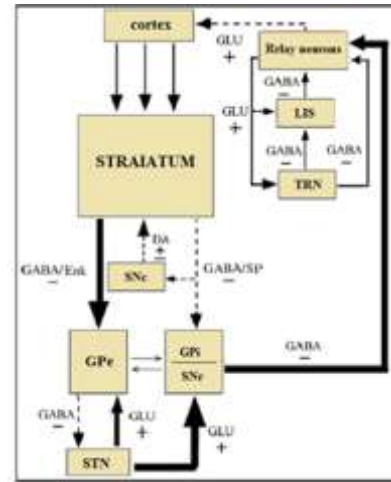 cortex
GLU
+
Relay neurons
GABA
−
GLU
+
LIS
GABA
−
GABA
−
TRN
STRAIATUM
DA
±
SNc
GABA/Enk
−
GABA/SP
−
GPe
GPi
SNr
GABA
−
GABA
−
GLU
+
GLU
+
STN